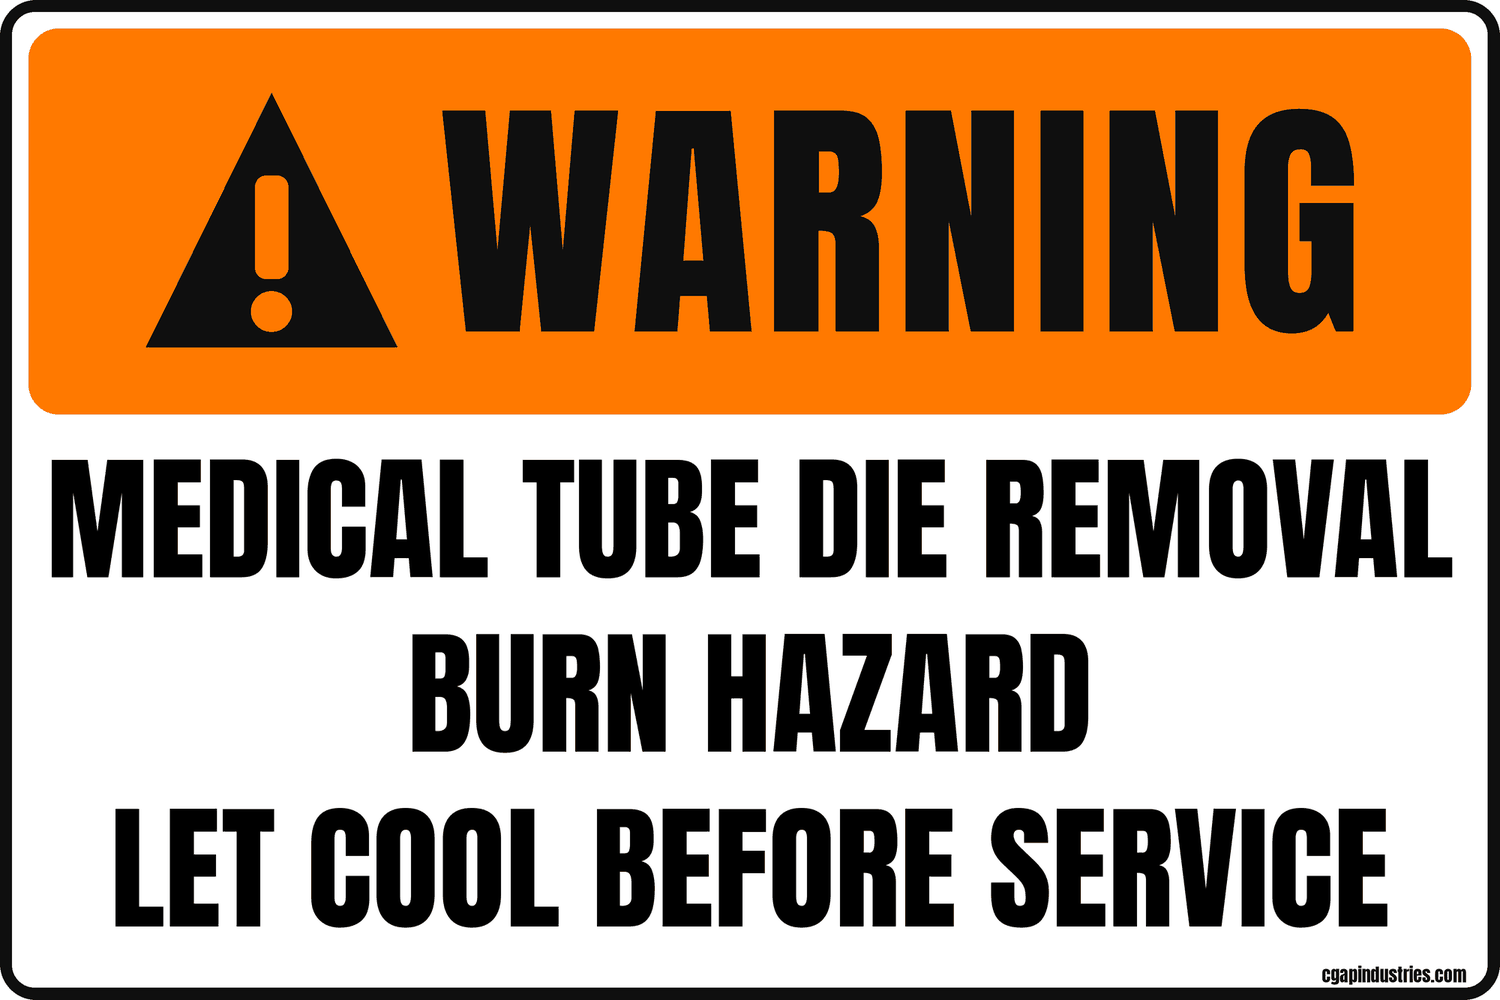 WARNING
MEDICAL TUBE DIE REMOVAL
BURN HAZARD
LET COOL BEFORE SERVICE
cgapindustries.com